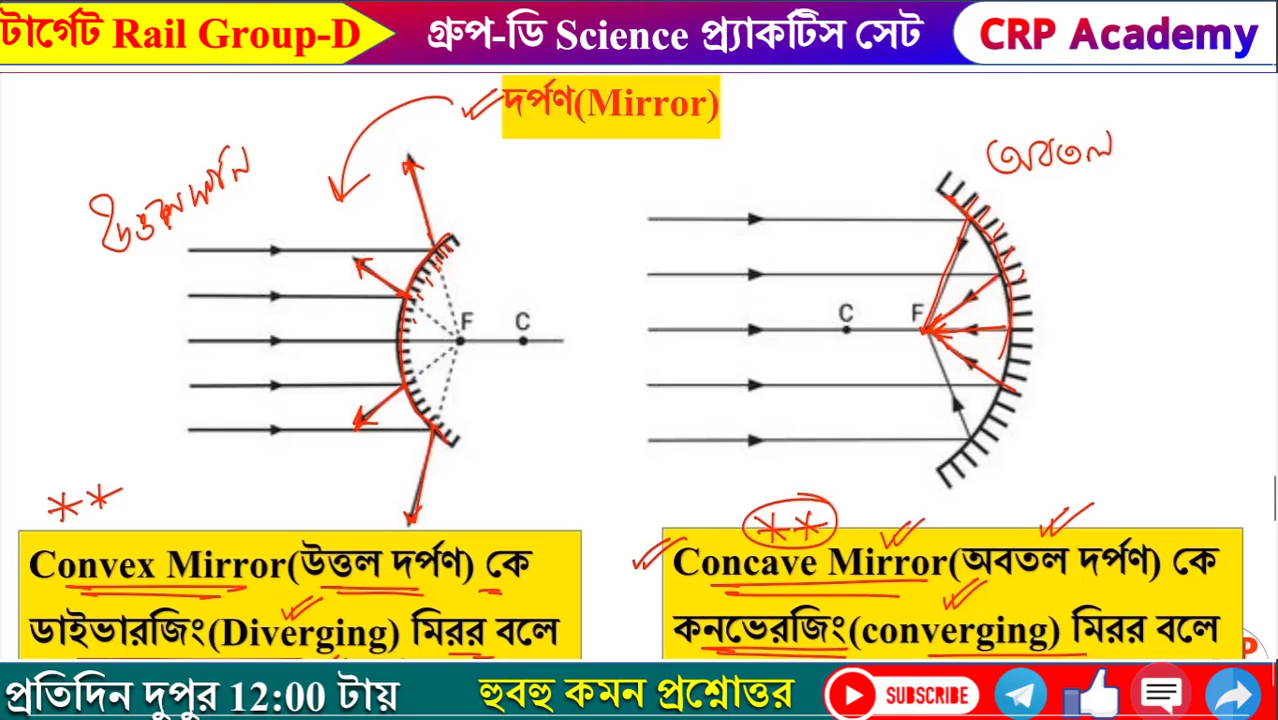 টার্গেট Rail Group-D
গ্রুপ-ডি Science প্র্যাকটিস সেট
CRP Academy
দর্পণ(Mirror)
উত্তল দর্পন
অবতল
F C
C F
Convex Mirror(উত্তল দর্পণ) কে
ডাইভারজিং(Diverging) মিরর বলে
Concave Mirror(অবতল দর্পণ) কে
কনভেরজিং(converging) মিরর বলে
প্রতিদিন দুপুর 12:00 টায়
হুবহু কমন প্রশ্নোত্তর
SUBSCRIBE